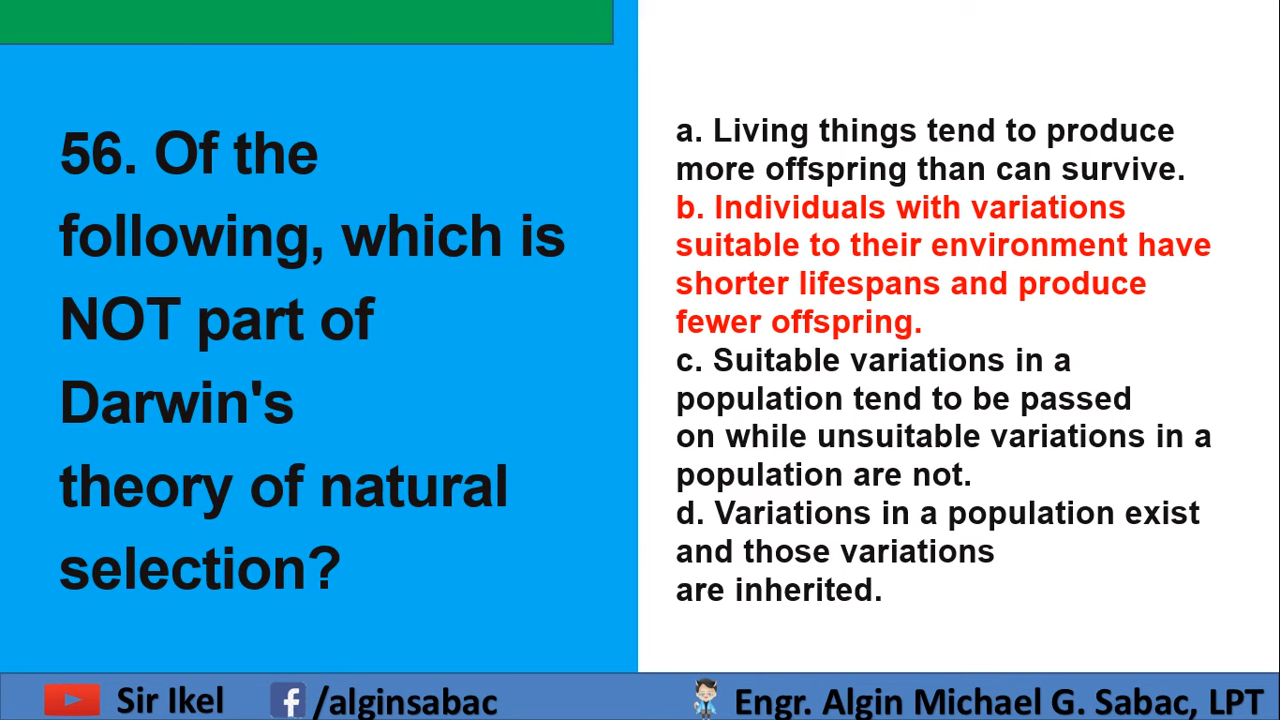 56. Of the
following, which is
NOT part of
Darwin's
theory of natural
selection?
a. Living things tend to produce
more offspring than can survive.
b. Individuals with variations
suitable to their environment have
shorter lifespans and produce
fewer offspring.
c. Suitable variations in a
population tend to be passed
on while unsuitable variations in a
population are not.
d. Variations in a population exist
and those variations
are inherited.
Sir Ikel
/alginsabac
Engr. Algin Michael G. Sabac, LPT